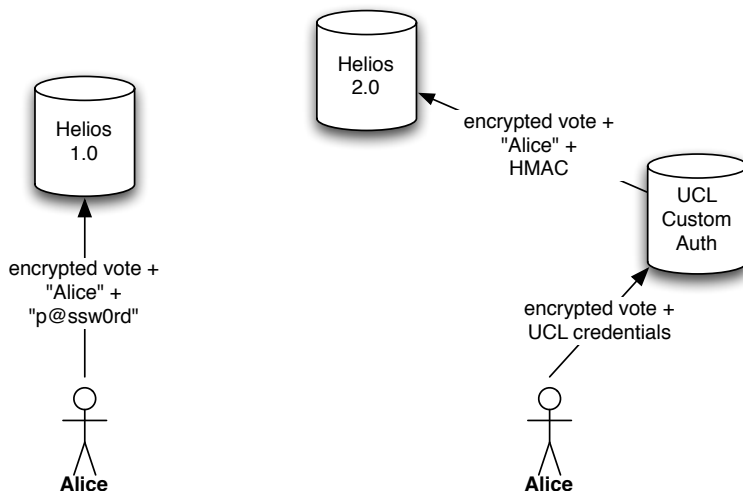 Helios
1.0
encrypted vote +
"Alice" +
"p@ssw0rd"
Alice
Helios
2.0
encrypted vote +
"Alice" +
HMAC
UCL
Custom
Auth
encrypted vote +
UCL credentials
Alice